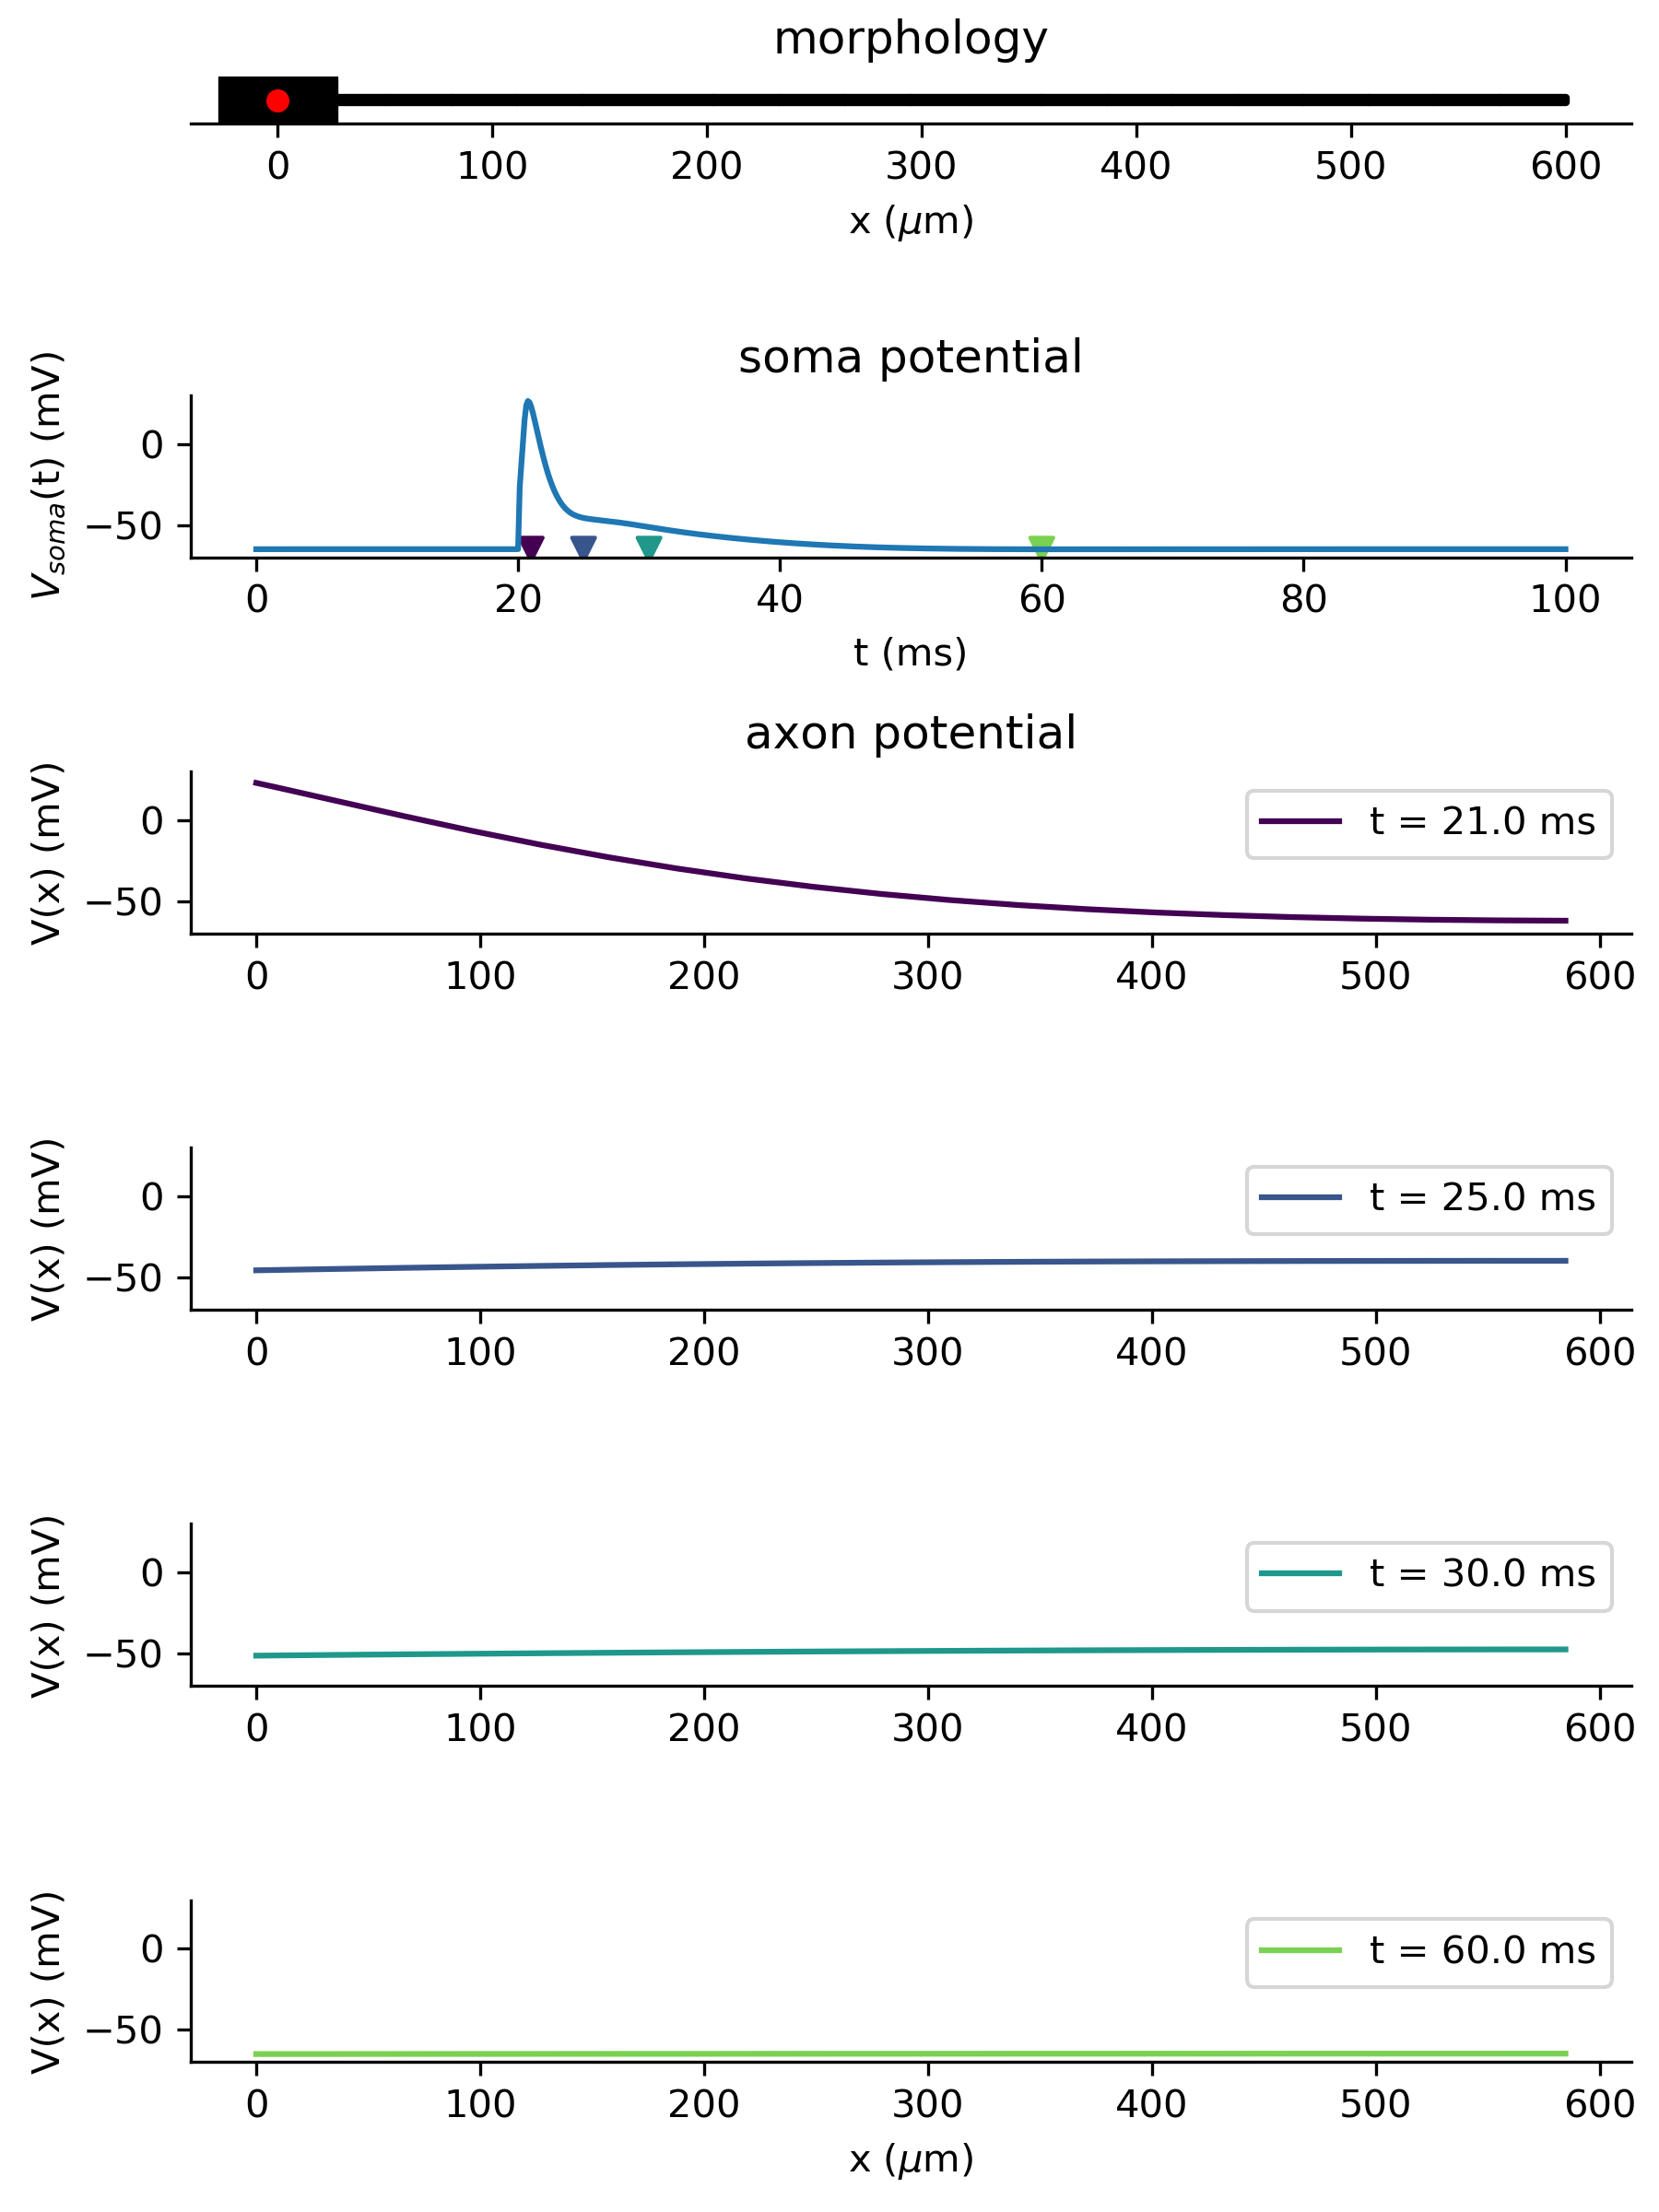 morphology
0 100 200 300 400 500 600
x (μm)
soma potential
V_soma(t) (mV)
0
−50
0 20 40 60 80 100
t (ms)
axon potential
V(x) (mV)
0
−50
t = 21.0 ms
0 100 200 300 400 500 600
V(x) (mV)
0
−50
t = 25.0 ms
0 100 200 300 400 500 600
V(x) (mV)
0
−50
t = 30.0 ms
0 100 200 300 400 500 600
V(x) (mV)
0
−50
t = 60.0 ms
0 100 200 300 400 500 600
x (μm)